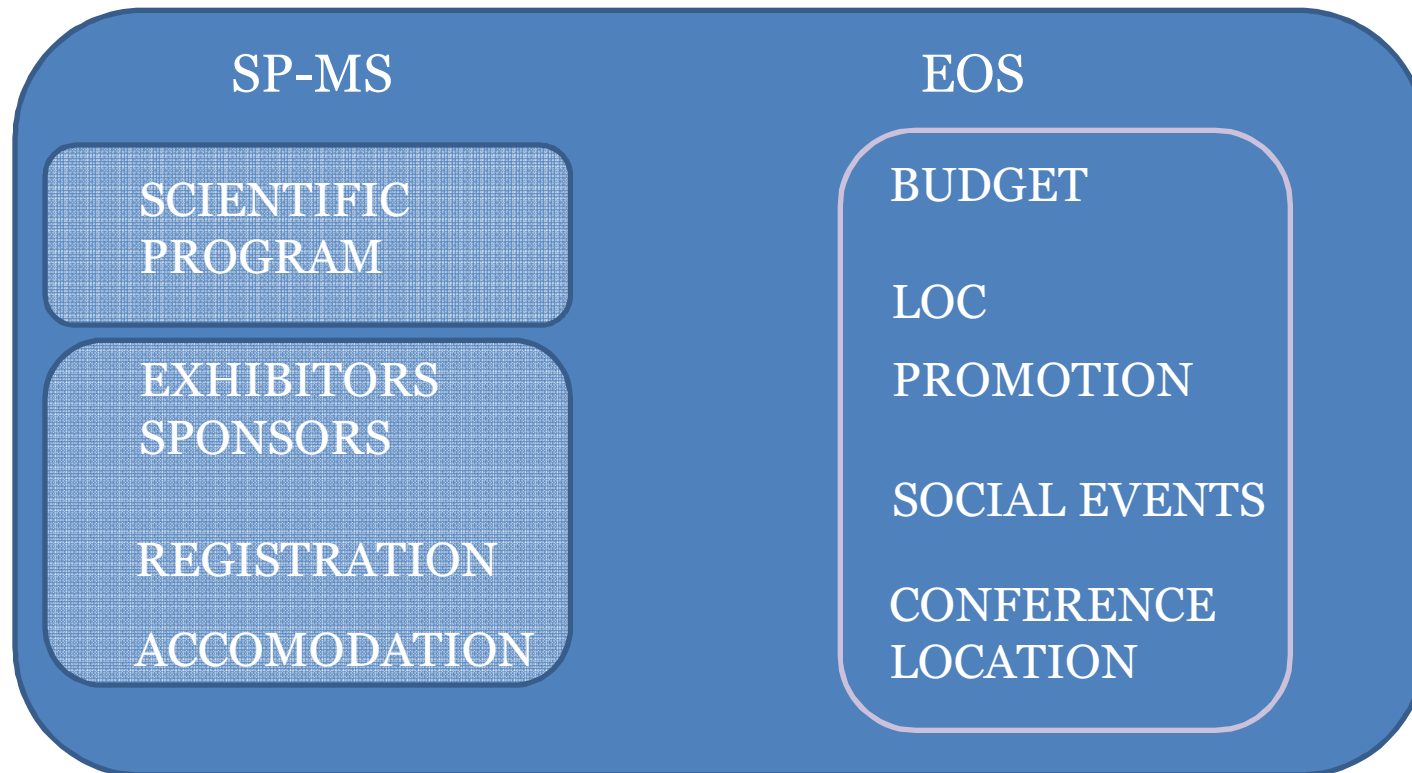 SP-MS
SCIENTIFIC
PROGRAM
EXHIBITORS
SPONSORS
REGISTRATION
ACCOMODATION
EOS
BUDGET
LOC
PROMOTION
SOCIAL EVENTS
CONFERENCE
LOCATION